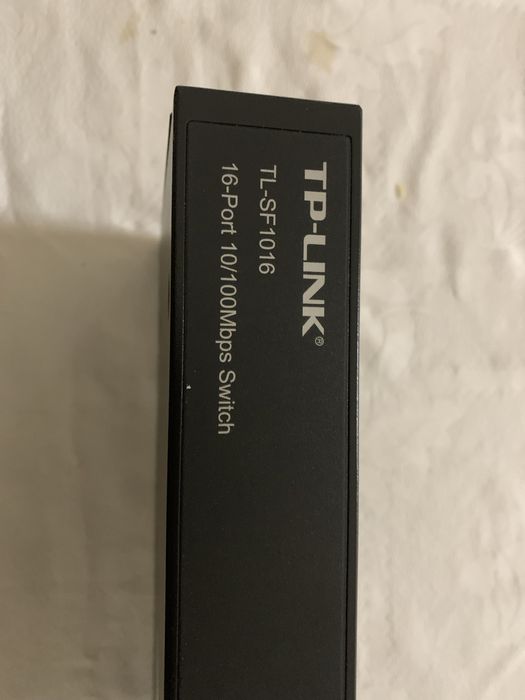 TP-LINK®
TL-SF1016
16-Port 10/100Mbps Switch